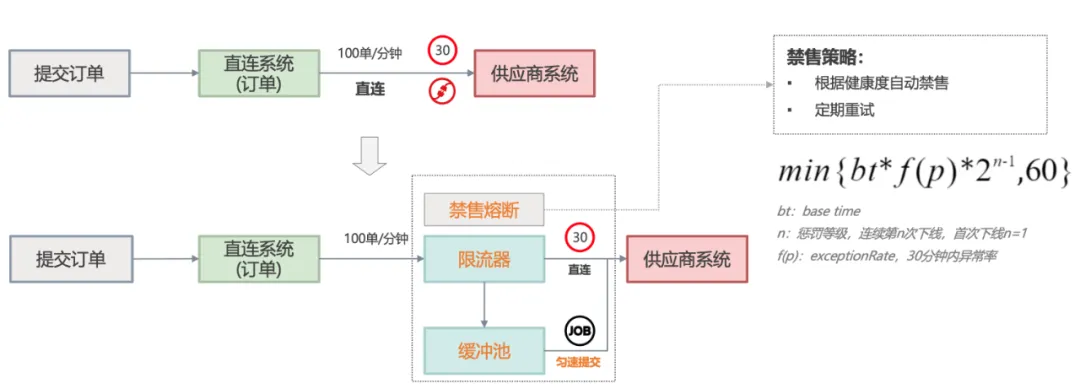 提交订单
直连系统
(订单)
100单/分钟
30
直连
供应商系统
禁售策略：
▪ 根据健康度自动禁售
▪ 定期重试
min{bt*f(p)*2^{n-1},60}
bt：base time
n：惩罚等级，连续第n次下线，首次下线n=1
f(p)：exceptionRate，30分钟内异常率
禁售熔断
提交订单
直连系统
(订单)
100单/分钟
限流器
30
直连
供应商系统
缓冲池
JOB
匀速提交